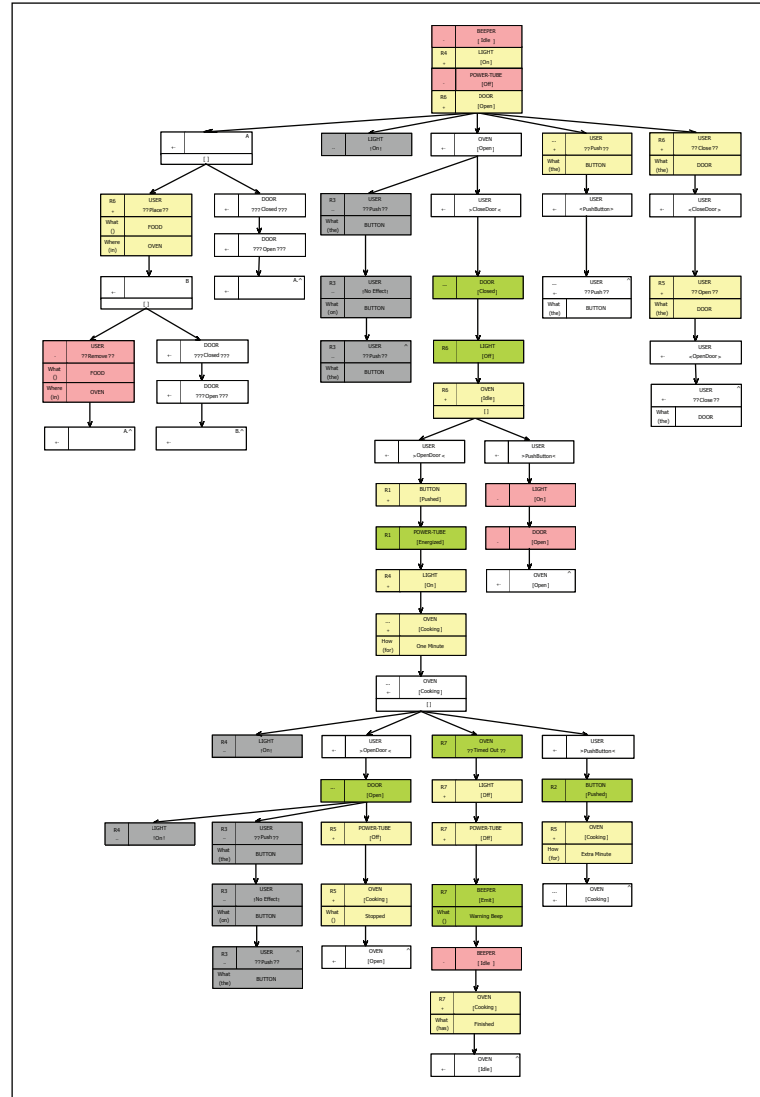 - BEEPER
[ Idle ]
R4 LIGHT
+ [On]
- POWER-TUBE
[Off]
R6 DOOR
+ [Open]
← A
[ ]
LIGHT
-- !On!
OVEN
← [Open]
... USER
+ ??Push??
What (the) BUTTON
R6 USER
+ ??Close??
What (the) DOOR
R6 USER
+ ??Place??
What () FOOD
Where (in) OVEN
DOOR
← ??? Closed ???
DOOR
← ??? Open ???
← A.^
R3 USER
-- ??Push??
What (the) BUTTON
USER
← «CloseDoor»
USER
← «PushButton»
USER
← «CloseDoor»
← B
[ ]
R3 USER
-- !No Effect!
What (on) BUTTON
... DOOR
[Closed]
... USER ^
← ??Push??
What (the) BUTTON
R5 USER
+ ??Open??
What (the) DOOR
USER
- ??Remove??
What () FOOD
Where (in) OVEN
DOOR
← ???Closed ???
DOOR
← ???Open ???
R3 USER ^
-- ??Push??
What (the) BUTTON
R6 LIGHT
[Off]
USER
← «OpenDoor»
R6 OVEN
+ [Idle]
[ ]
USER ^
← ??Close??
What (the) DOOR
← A.^
← B.^
USER
← »OpenDoor«
USER
← »PushButton«
R1 BUTTON
+ [Pushed]
LIGHT
- [On]
R1 POWER-TUBE
[Energized]
DOOR
- [Open]
R4 LIGHT
+ [On]
OVEN ^
← [Open]
... OVEN
+ [Cooking]
How (for) One Minute
... OVEN
← [Cooking]
[ ]
R4 LIGHT
-- !On!
USER
← »OpenDoor«
R7 OVEN
??Timed Out ??
USER
← »PushButton«
... DOOR
[Open]
R7 LIGHT
+ [Off]
R2 BUTTON
[Pushed]
R4 LIGHT
-- !On!
R3 USER
-- ??Push??
What (the) BUTTON
R5 POWER-TUBE
+ [Off]
R7 POWER-TUBE
+ [Off]
R5 OVEN
+ [Cooking]
How (for) Extra Minute
R3 USER
-- !No Effect!
What (on) BUTTON
R5 OVEN
+ [Cooking]
What () Stopped
R7 BEEPER
[Emit]
What () Warning Beep
... OVEN ^
← [Cooking]
R3 USER ^
- ??Push??
What (the) BUTTON
OVEN ^
← [Open]
BEEPER
- [ Idle ]
R7 OVEN
+ [Cooking]
What (has) Finished
OVEN ^
← [Idle]